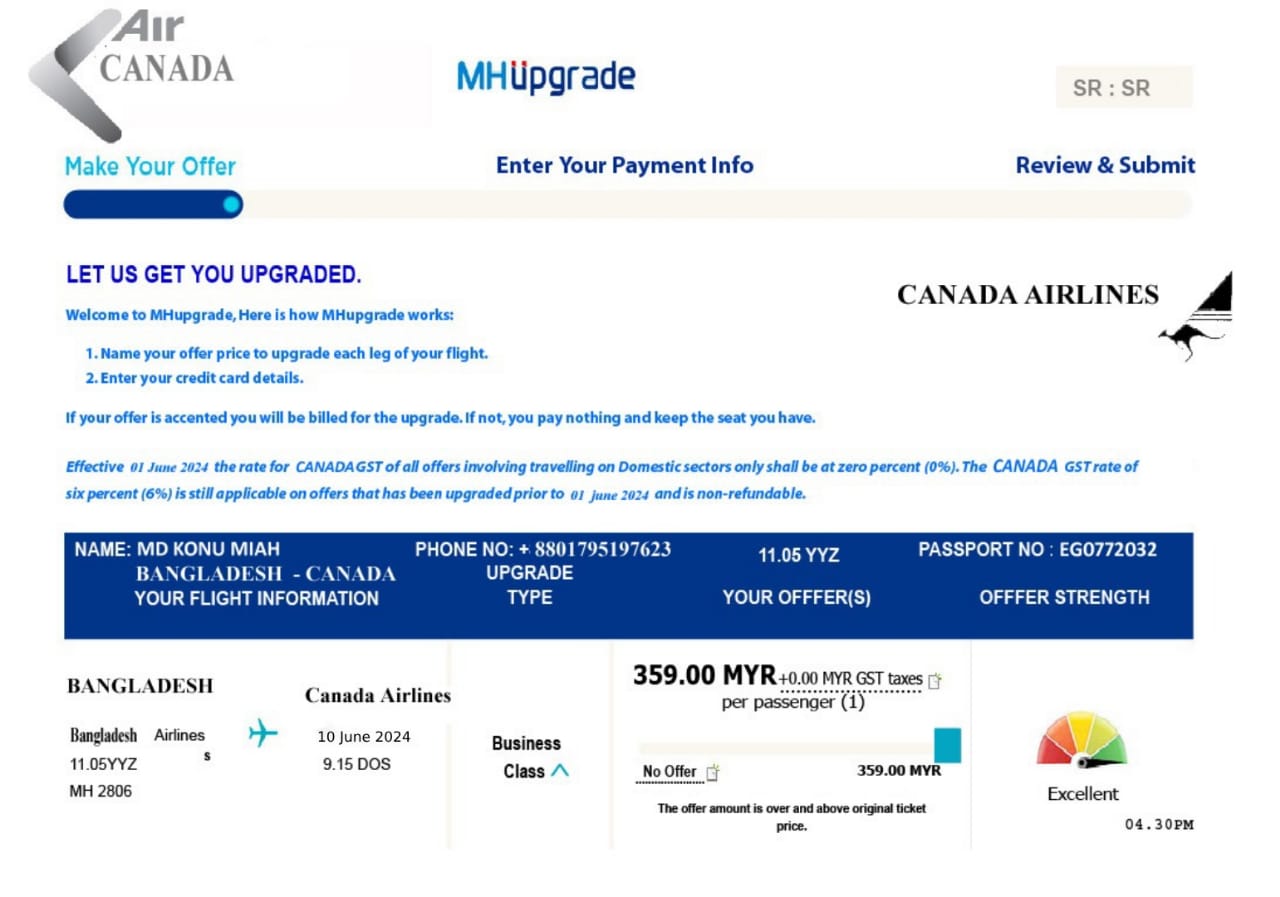 Air
CANADA
MHüpgrade
SR : SR
Make Your Offer
Enter Your Payment Info
Review & Submit
LET US GET YOU UPGRADED.
CANADA AIRLINES
Welcome to MHupgrade, Here is how MHupgrade works:
1. Name your offer price to upgrade each leg of your flight.
2. Enter your credit card details.
If your offer is accented you will be billed for the upgrade. If not, you pay nothing and keep the seat you have.
Effective 01 June 2024 the rate for CANADAGST of all offers involving travelling on Domestic sectors only shall be at zero percent (0%). The CANADA GST rate of
six percent (6%) is still applicable on offers that has been upgraded prior to 01 june 2024 and is non-refundable.
NAME: MD KONU MIAH
BANGLADESH - CANADA
YOUR FLIGHT INFORMATION
PHONE NO: + 8801795197623
UPGRADE
TYPE
11.05 YYZ
YOUR OFFFER(S)
PASSPORT NO : EG0772032
OFFFER STRENGTH
BANGLADESH
Bangladesh Airlines
s
11.05YYZ
MH 2806
Canada Airlines
10 June 2024
9.15 DOS
Business
Class
359.00 MYR +0.00 MYR GST taxes
per passenger (1)
No Offer
359.00 MYR
The offer amount is over and above original ticket
price.
Excellent
04.30PM